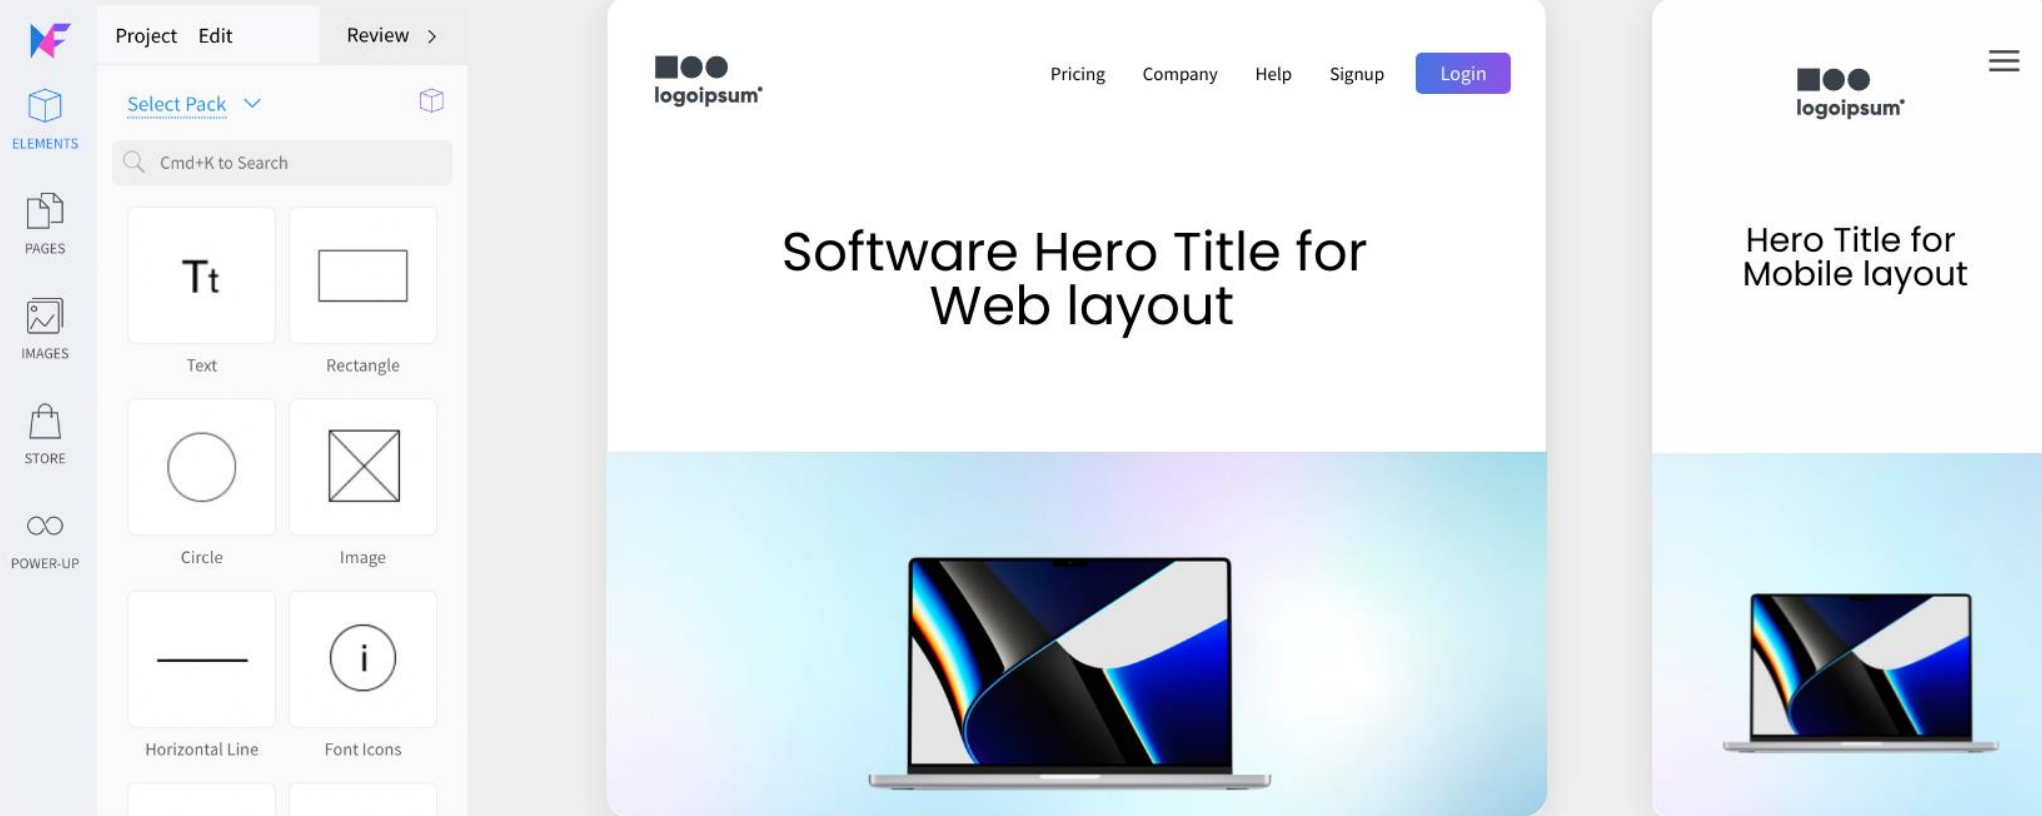 Project Edit
Review
ELEMENTS
PAGES
IMAGES
STORE
POWER-UP
Select Pack
Cmd+K to Search
Tt
Text
Rectangle
Circle
Image
Horizontal Line
i
Font Icons
logoipsum
Pricing Company Help Signup Login
Software Hero Title for
Web layout
logoipsum
Hero Title for
Mobile layout